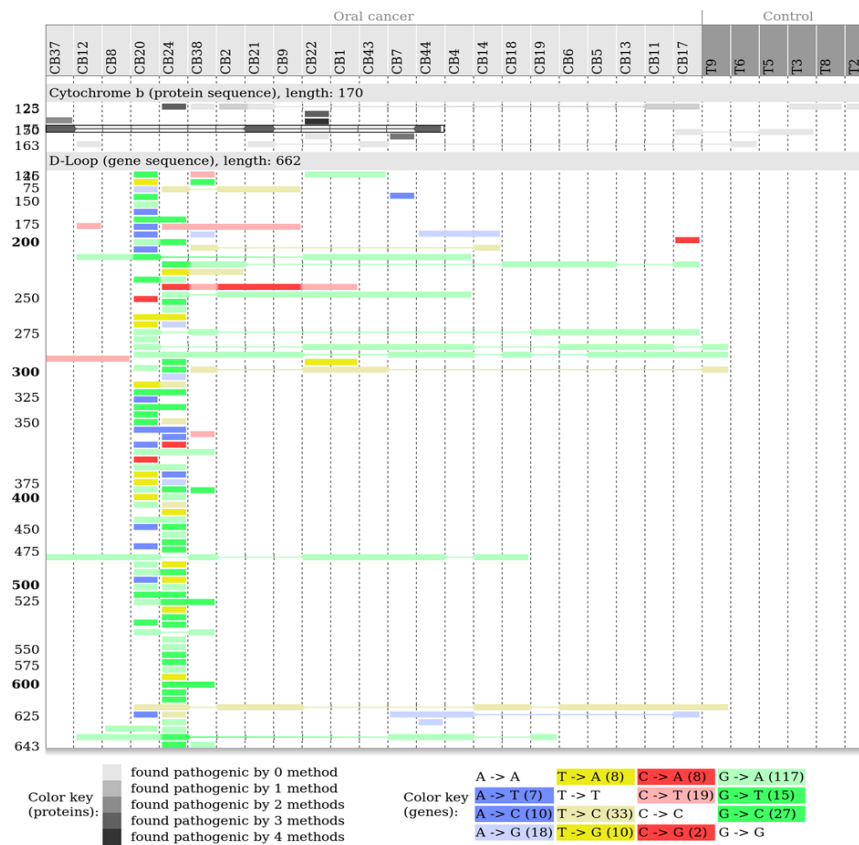 Oral cancer Control
CB37 CB12 CB8 CB20 CB24 CB38 CB2 CB21 CB9 CB22 CB1 CB43 CB7 CB44 CB4 CB14 CB18 CB19 CB6 CB5 CB13 CB11 CB17 T9 T6 T5 T3 T8 T2
Cytochrome b (protein sequence), length: 170
163
D-Loop (gene sequence), length: 662
75
150
175
200
250
275
300
325
350
375
400
450
475
500
525
550
575
600
625
643
Color key
(proteins):
found pathogenic by 0 method
found pathogenic by 1 method
found pathogenic by 2 methods
found pathogenic by 3 methods
found pathogenic by 4 methods
Color key
(genes):
A -> A T -> A (8) C -> A (8) G -> A (117)
A -> T (7) T -> T C -> T (19) G -> T (15)
A -> C (10) T -> C (33) C -> C G -> C (27)
A -> G (18) T -> G (10) C -> G (2) G -> G